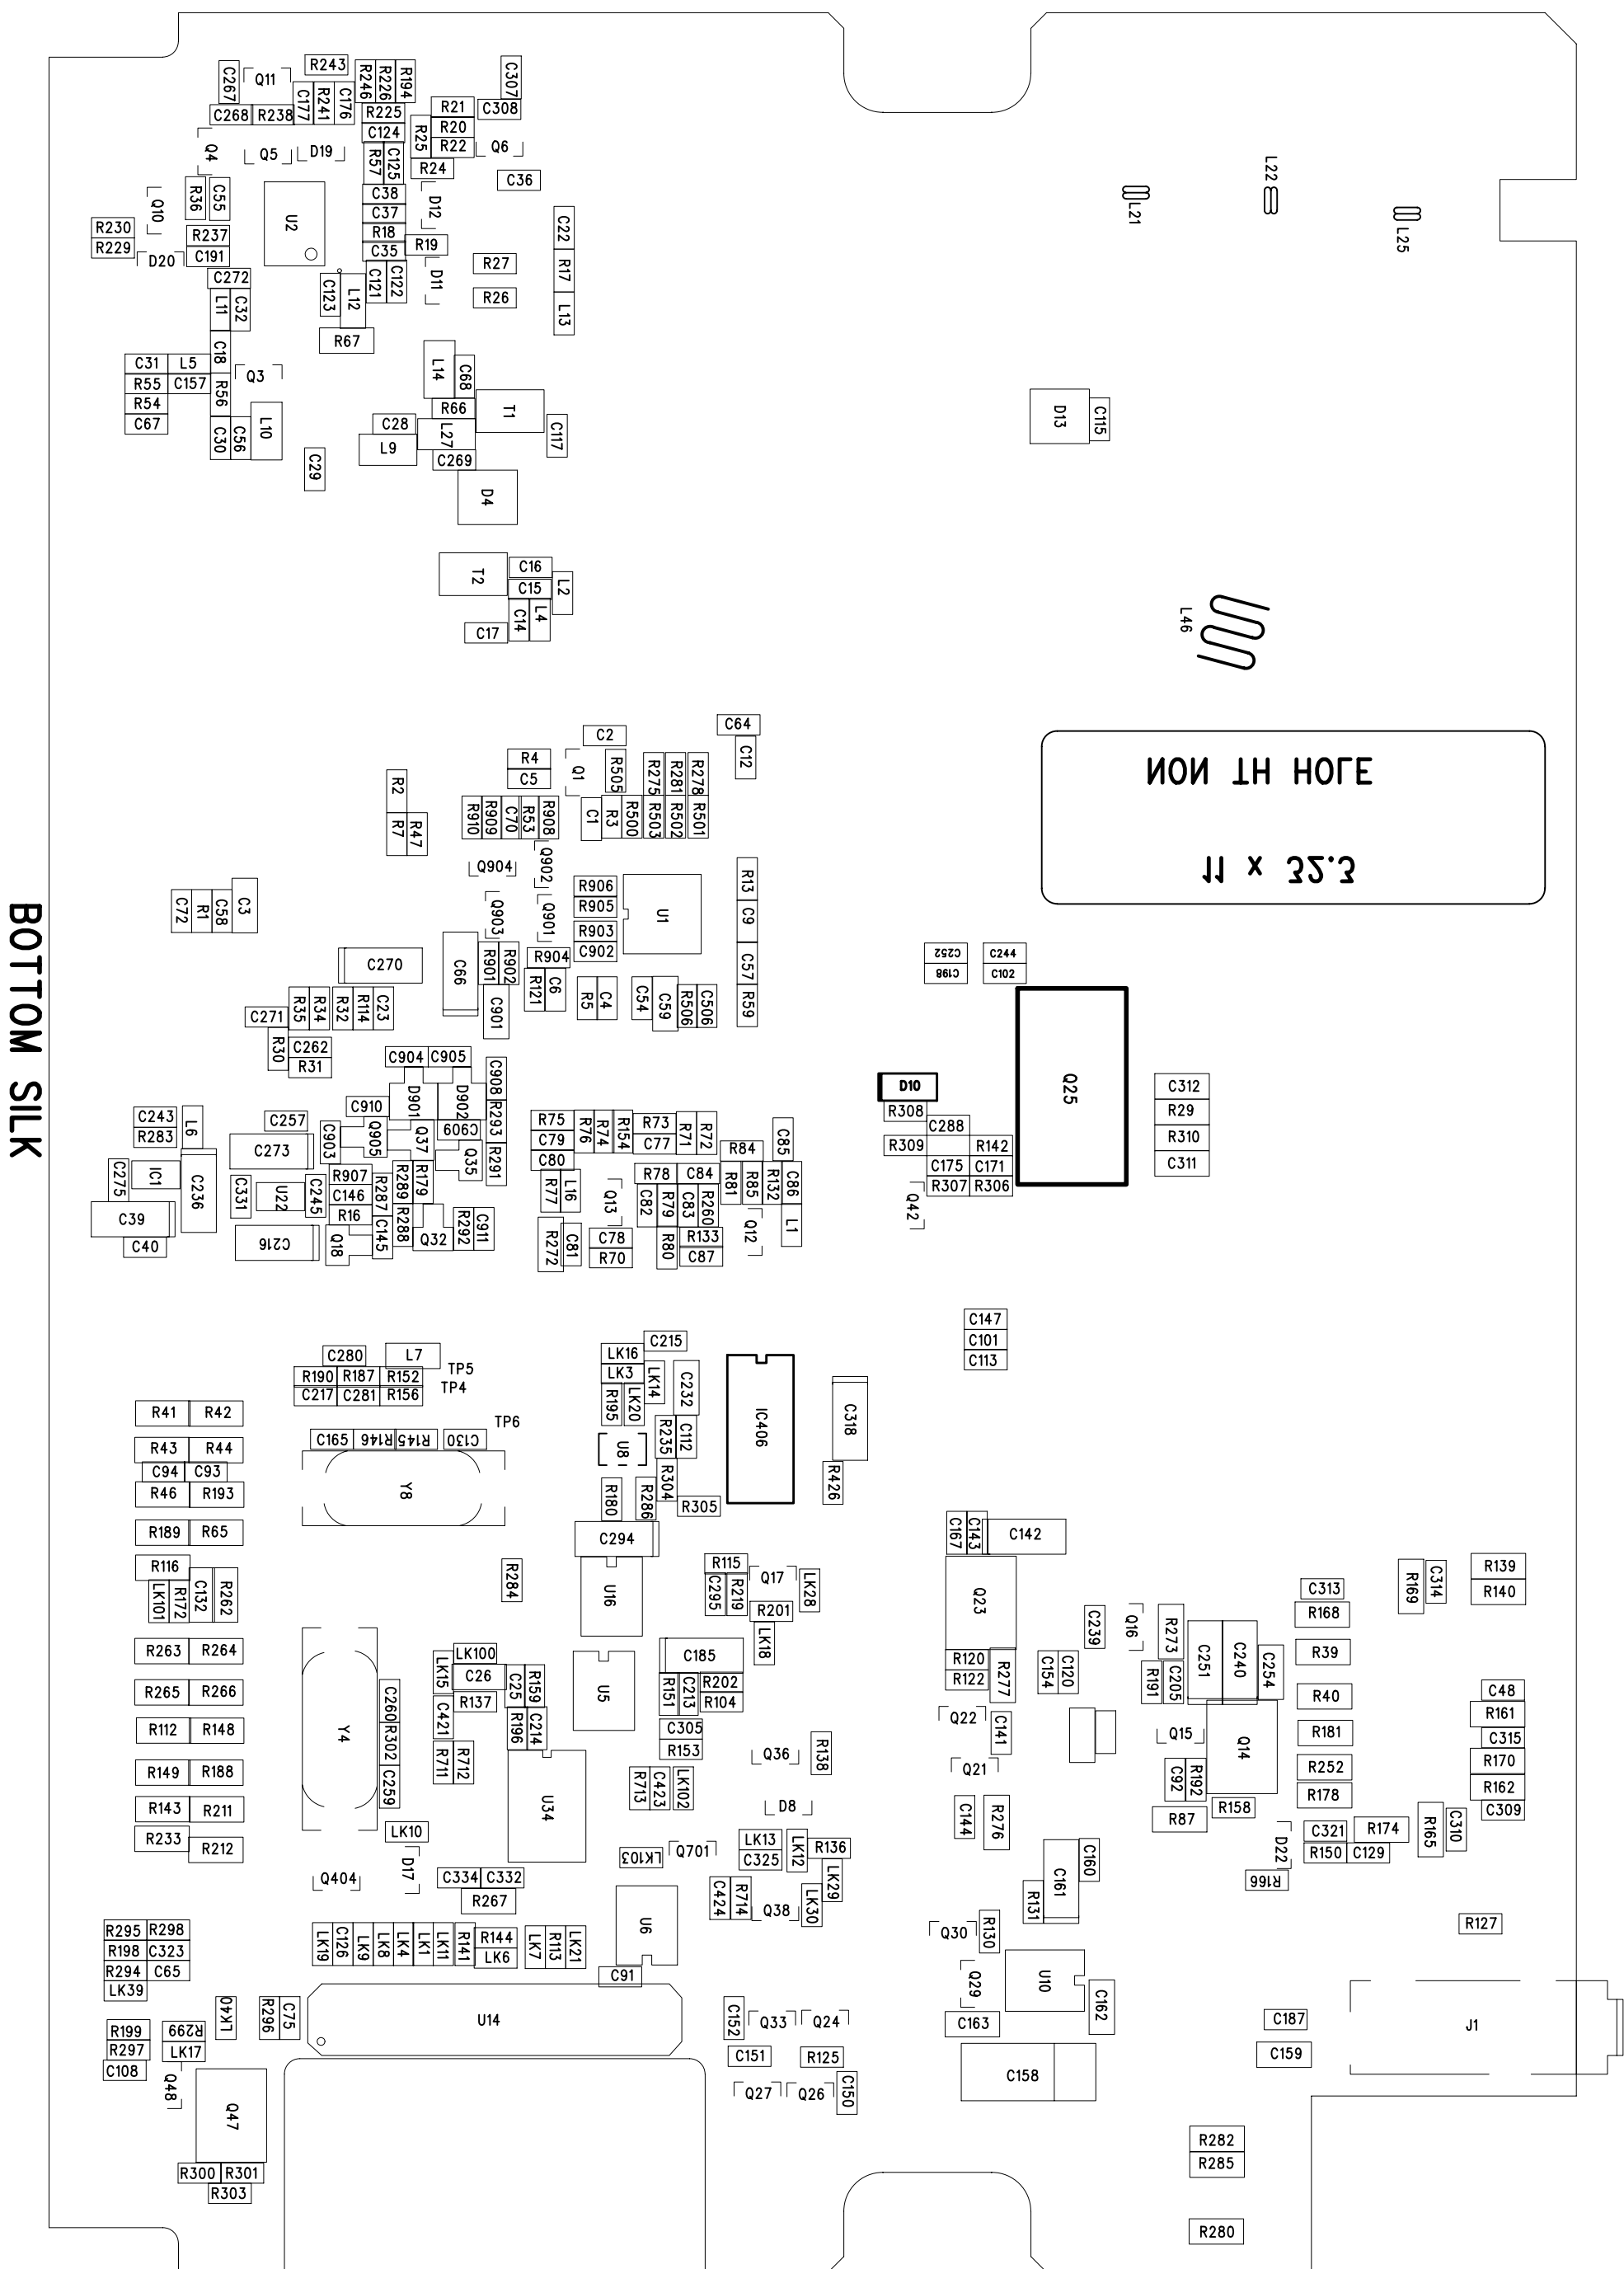 R243
C267
Q11
R246
R226
R194
C307
C177
R241
C176
C268
R238
R225
R21
C308
C124
R25
R20
Q4
Q5
D19
R57
C125
R22
Q6
R24
C36
L22
R36
C55
C38
D12
L21
Q10
U2
C37
C22
L25
R230
R237
R18
R19
R229
C191
C35
R17
D20
C272
C121
C122
D11
R27
L11
C32
C123
L12
R26
L13
R67
C18
C31
L5
L14
C68
R55
C157
Q3
R54
R56
R66
T1
D13
C115
C67
C30
C56
L10
C28
L27
C117
L9
C29
C269
D4
T2
C16
C15
L2
C14
L4
C17
L46
C64
C2
C12
R4
C5
Q1
R505
R275
R281
R278
NON TH HOLE
R2
R7
R47
R910
R909
C70
R53
R908
C1
R3
R500
R503
R502
R501
Q904
Q902
11 x 32.3
R906
R905
R13
C72
R1
C58
C3
Q903
Q901
U1
C9
BOTTOM SILK
R903
C902
C270
C66
R901
R902
R904
C57
C252
C244
C198
C102
R121
C6
R35
R34
R32
R114
C23
C901
R5
C4
C54
C59
R506
C506
R59
C271
R30
C262
R31
C904
C905
C908
D901
D902
D10
Q25
C312
R308
R29
C243
L6
C257
C910
R293
R75
R76
R74
R154
R73
R71
R72
C85
C288
R283
C903
Q905
Q37
C909
C79
C77
R310
C273
Q35
R291
C80
R84
R309
R142
C311
C275
IC1
C236
C331
U22
C245
R907
R289
R179
R77
L16
R78
C84
R81
R85
R132
C86
C175
C171
C146
R287
Q13
C82
R79
C83
R260
R307
R306
C39
R16
R288
R292
C911
L1
Q42
C40
C216
Q18
C145
Q32
R272
C81
C78
R80
R133
Q12
R70
C87
C147
C101
C113
C280
L7
TP5
LK16
C215
R190
R187
R152
LK3
LK14
C232
C217
C281
R156
TP4
R195
LK20
C318
R41
R42
TP6
IC406
C165
R146
R145
C130
U8
R235
C112
R43
R44
C94
C93
R304
R426
R46
R193
Y8
R180
R286
R305
R189
R65
C294
C167
C143
C142
R116
R115
Q17
LK28
R139
R284
U16
Q23
C313
R169
C314
R140
LK101
R172
C132
R262
C295
R219
R201
R168
LK18
C239
Q16
R273
R263
R264
LK100
C185
R120
C251
C240
C254
R39
LK15
C26
C25
R159
R122
R277
C154
C120
R191
C205
R265
R266
C260
R137
U5
R151
C213
R202
R104
R40
C48
R161
R112
R148
Y4
R302
C421
R196
C214
C305
R153
Q22
C141
Q15
R181
C315
Q14
Q36
R138
R170
R149
R188
C259
R711
R712
R713
C423
LK102
Q21
C92
R192
R252
R162
R143
R211
U34
D8
C144
R276
R87
R158
R178
C309
R233
R212
LK10
LK13
LK12
R136
C321
R174
R165
C310
D17
LK103
Q701
C325
D22
R150
C129
Q404
C334
C332
LK29
C160
R166
R267
C424
R714
Q38
LK30
R131
C161
U6
R295
R298
LK19
C126
LK9
LK8
LK4
LK1
LK11
R141
R144
LK7
R113
LK21
Q30
R130
R127
R198
C323
LK6
R294
C65
C91
Q29
U10
LK39
C162
LK40
R296
C75
U14
C152
Q33
Q24
C163
C187
J1
R199
R299
R297
LK17
C151
R125
C159
C108
Q48
Q27
Q26
C150
C158
Q47
R282
R285
R300
R301
R303
R280